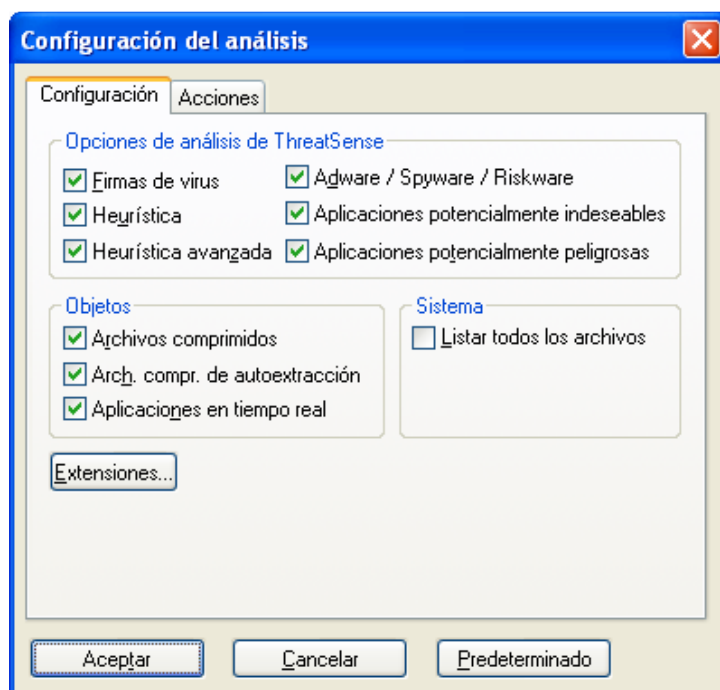 Configuración del análisis
Configuración
Acciones
Opciones de análisis de ThreatSense
Firmas de virus
Adware / Spyware / Riskware
Heurística
Aplicaciones potencialmente indeseables
Heurística avanzada
Aplicaciones potencialmente peligrosas
Objetos
Archivos comprimidos
Arch. compr. de autoextracción
Aplicaciones en tiempo real
Sistema
Listar todos los archivos
Extensiones...
Aceptar
Cancelar
Predeterminado